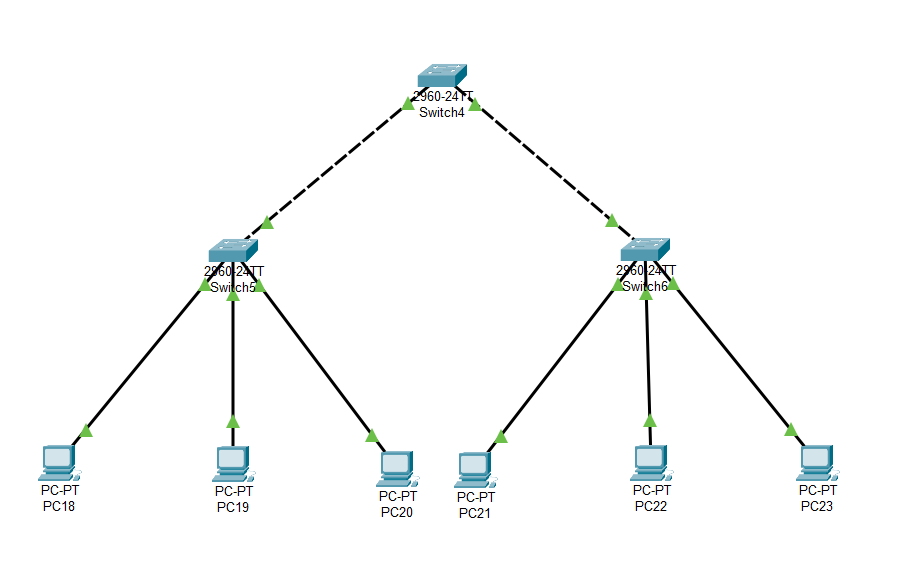 2960-24TT
Switch4
2960-24TT
Switch5
2960-24TT
Switch6
PC-PT
PC18
PC-PT
PC19
PC-PT
PC20
PC-PT
PC21
PC-PT
PC22
PC-PT
PC23